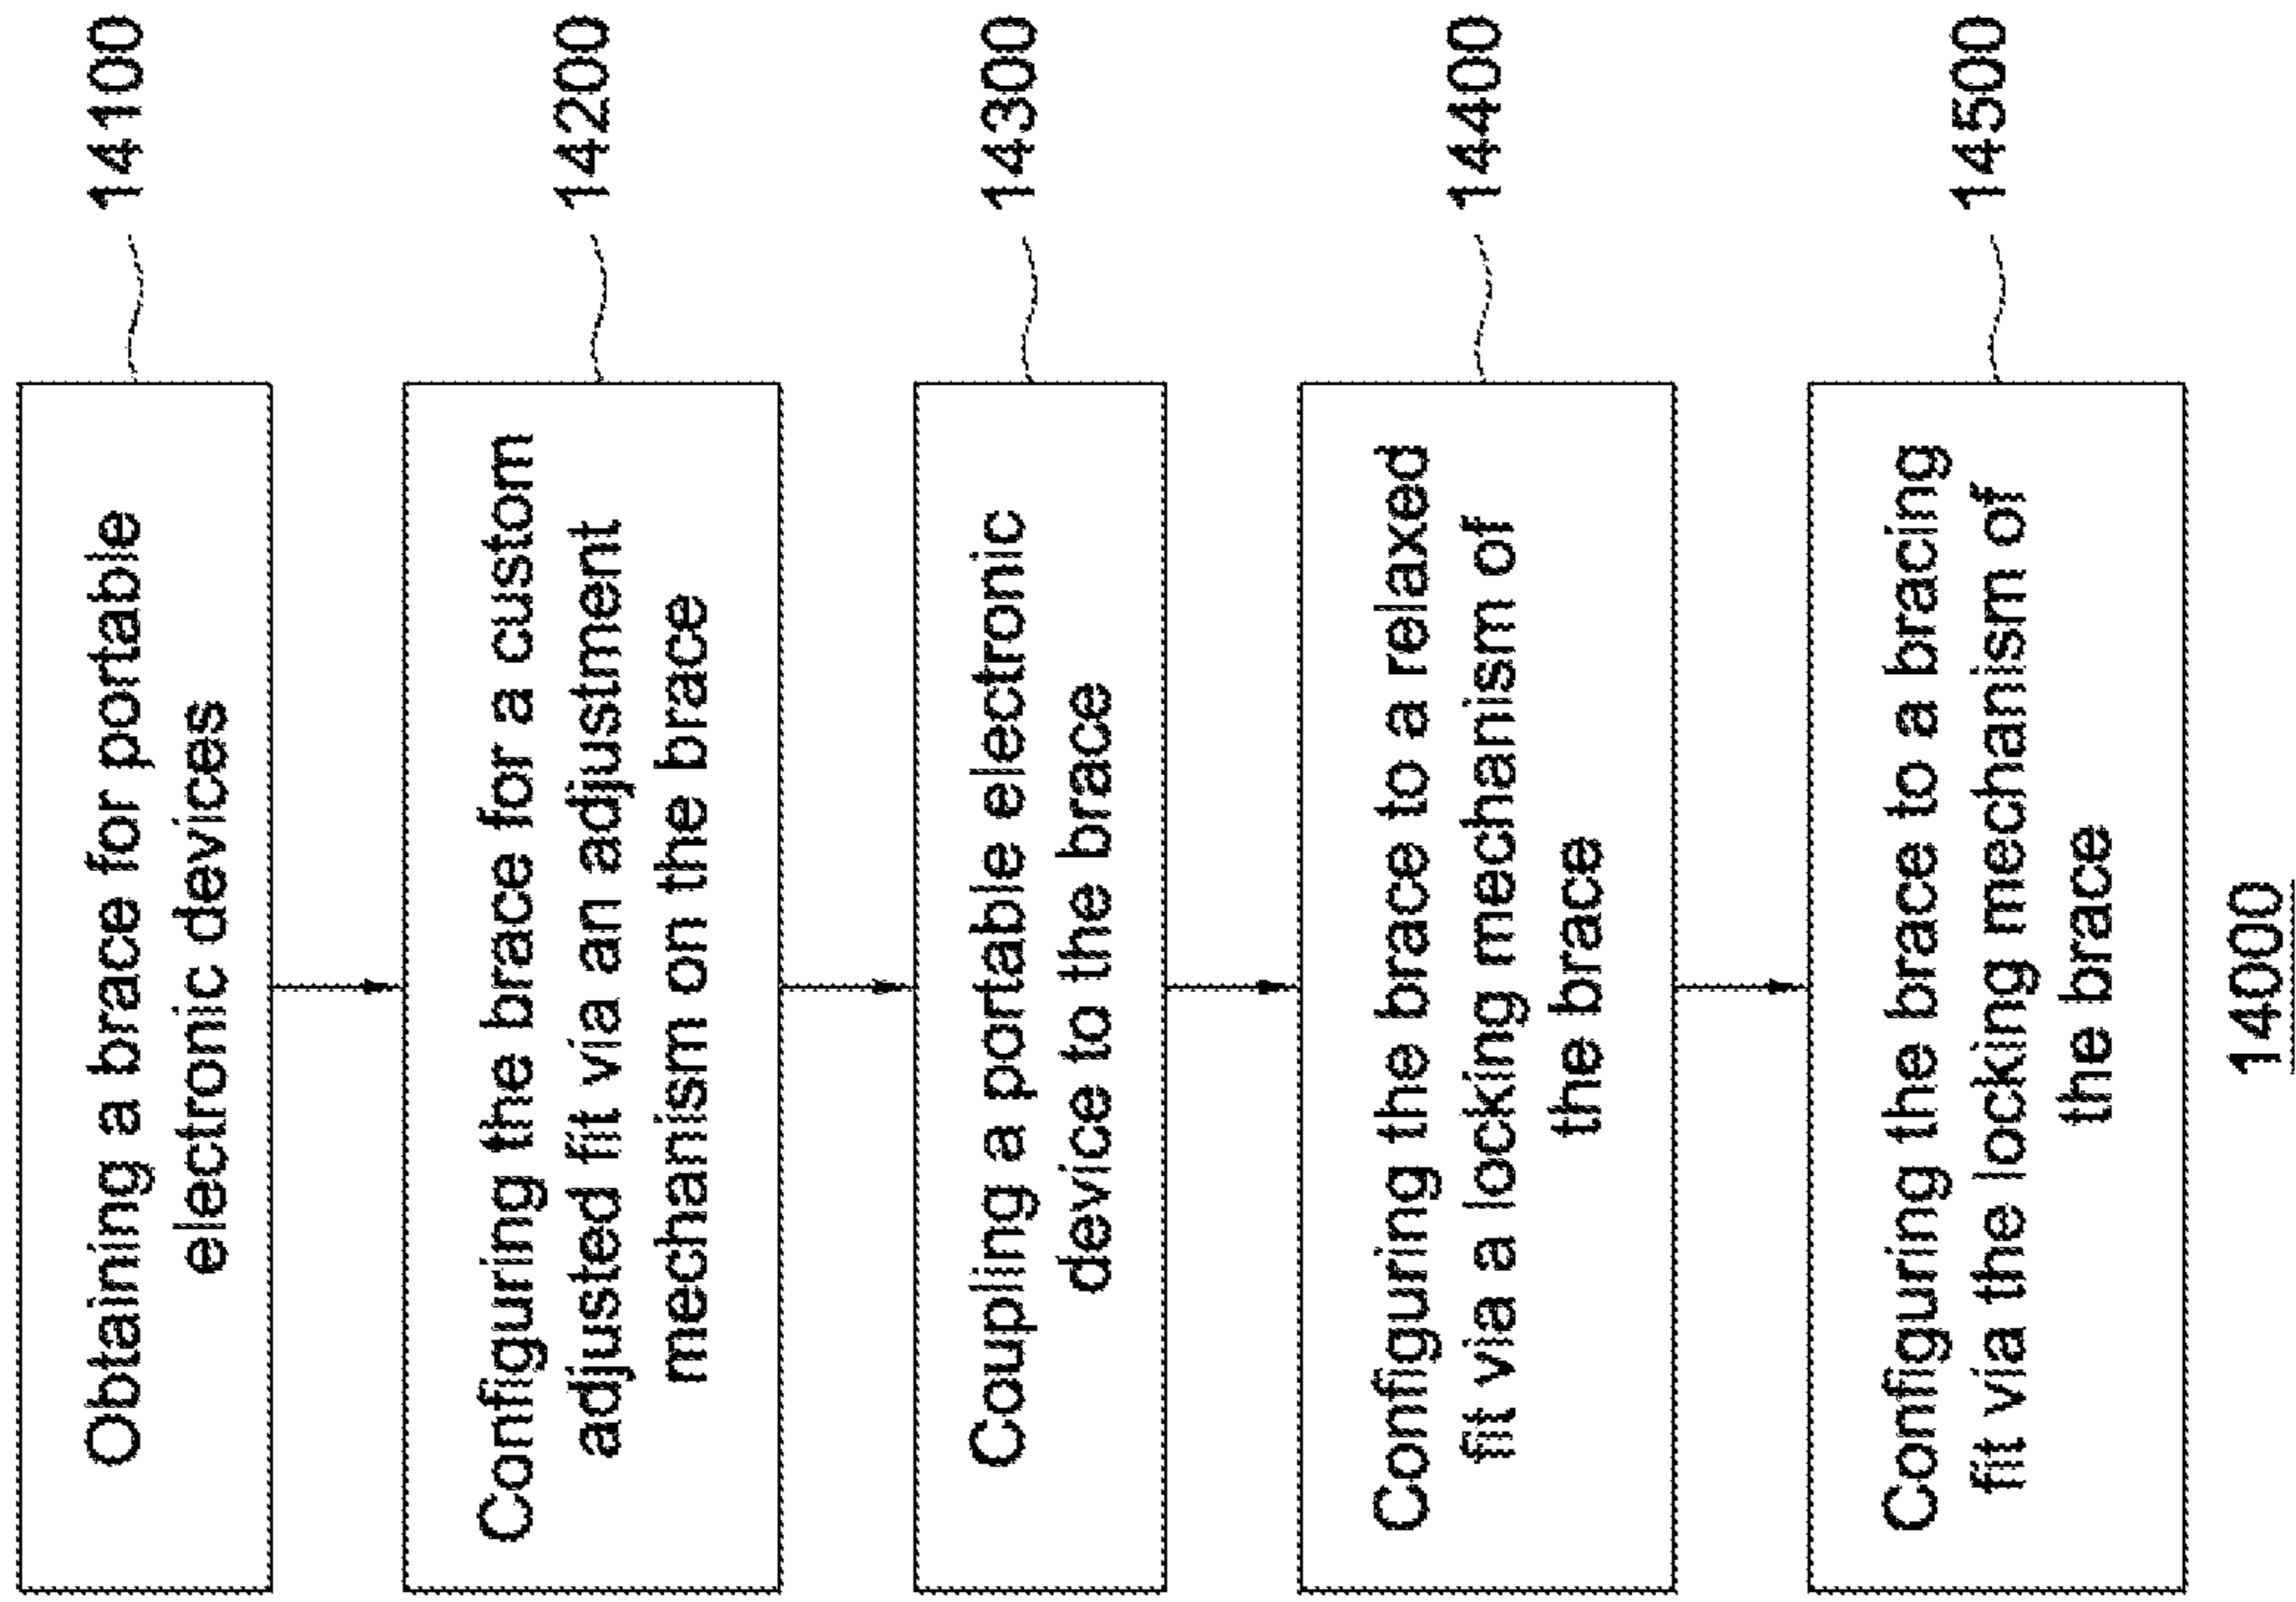 Obtaining a brace for portable
electronic devices
14100
Configuring the brace for a custom
adjusted fit via an adjustment
mechanism on the brace
14200
Coupling a portable electronic
device to the brace
14300
Configuring the brace to a relaxed
fit via a locking mechanism of
the brace
14400
Configuring the brace to a bracing
fit via the locking mechanism of
the brace
14500
14000